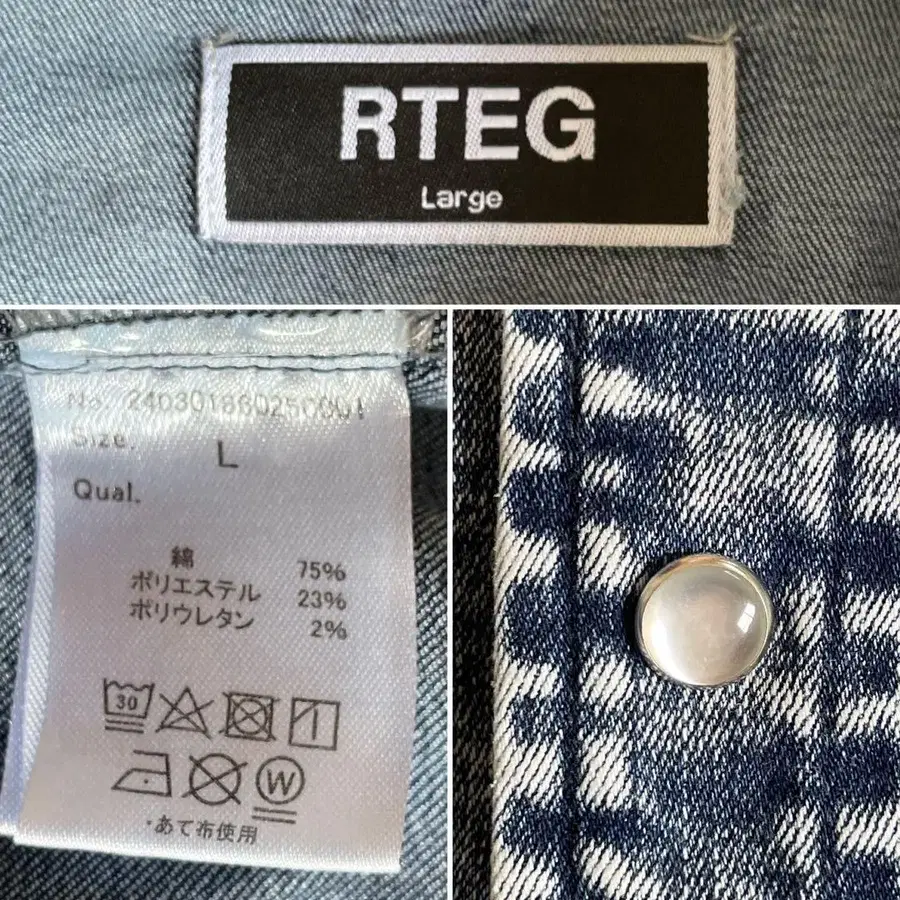 RTEG
Large
No. 240301860250001
Size.
L
Qual.
綿 75%
ポリエステル 23%
ポリウレタン 2%
30
W
・あて布使用